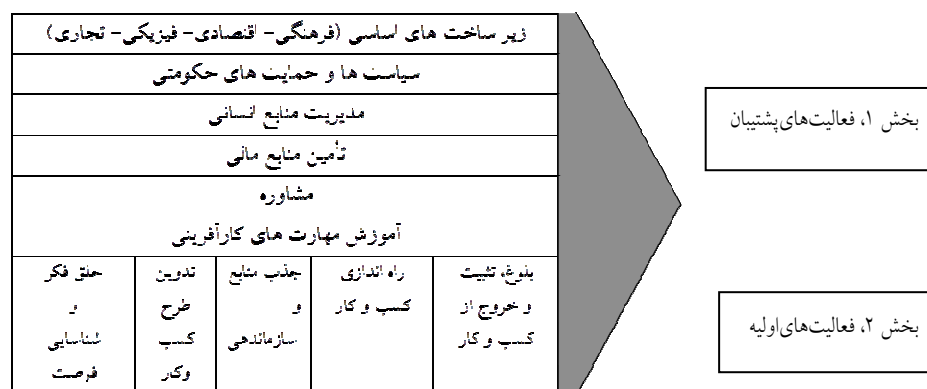 زیر ساخت های اساسی (فرهنگی- اقتصادی- فیزیکی- تجاری)
سیاست ها و حمایت های حکومتی
مدیریت منابع انسانی
تأمین منابع مالی
مشاوره
آموزش مهارت های کارآفرینی
بلوغ، تثبیت
و خروج از
کسب و کار
راه اندازی
کسب و کار
جذب منابع
و
سازماندهی
تدوین
طرح
کسب
وکار
خلق فکر
و
شناسایی
فرصت
بخش ۱، فعالیت‌های‌پشتیبان
بخش ۲، فعالیت‌های‌اولیه